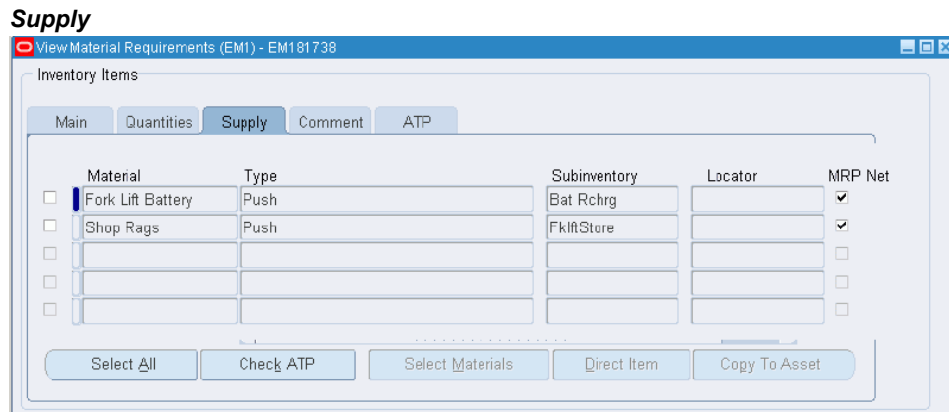 Supply
View Material Requirements (EM1) - EM181738
Inventory Items
Main Quantities Supply Comment ATP
Material Type Subinventory Locator MRP Net
Fork Lift Battery Push Bat Rchrg
Shop Rags Push FklftStore
Select All Check ATP Select Materials Direct Item Copy To Asset